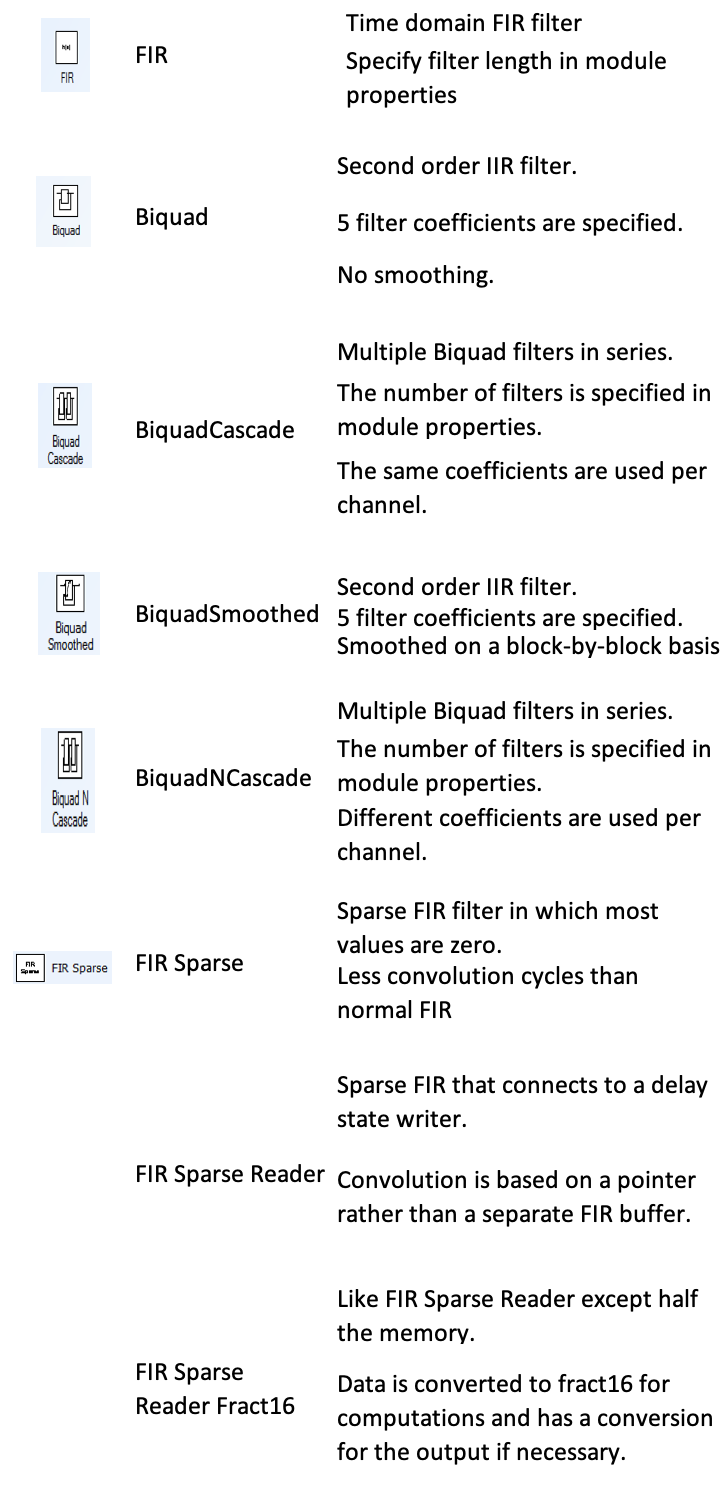 h[n]
FIR
FIR
Time domain FIR filter
Specify filter length in module
properties
Biquad
Biquad
Second order IIR filter.
5 filter coefficients are specified.
No smoothing.
Biquad
Cascade
BiquadCascade
Multiple Biquad filters in series.
The number of filters is specified in
module properties.
The same coefficients are used per
channel.
Biquad
Smoothed
BiquadSmoothed
Second order IIR filter.
5 filter coefficients are specified.
Smoothed on a block-by-block basis
Biquad N
Cascade
BiquadNCascade
Multiple Biquad filters in series.
The number of filters is specified in
module properties.
Different coefficients are used per
channel.
FIR
Sparse
FIR Sparse
FIR Sparse
Sparse FIR filter in which most
values are zero.
Less convolution cycles than
normal FIR
FIR Sparse Reader
Sparse FIR that connects to a delay
state writer.
Convolution is based on a pointer
rather than a separate FIR buffer.
FIR Sparse
Reader Fract16
Like FIR Sparse Reader except half
the memory.
Data is converted to fract16 for
computations and has a conversion
for the output if necessary.